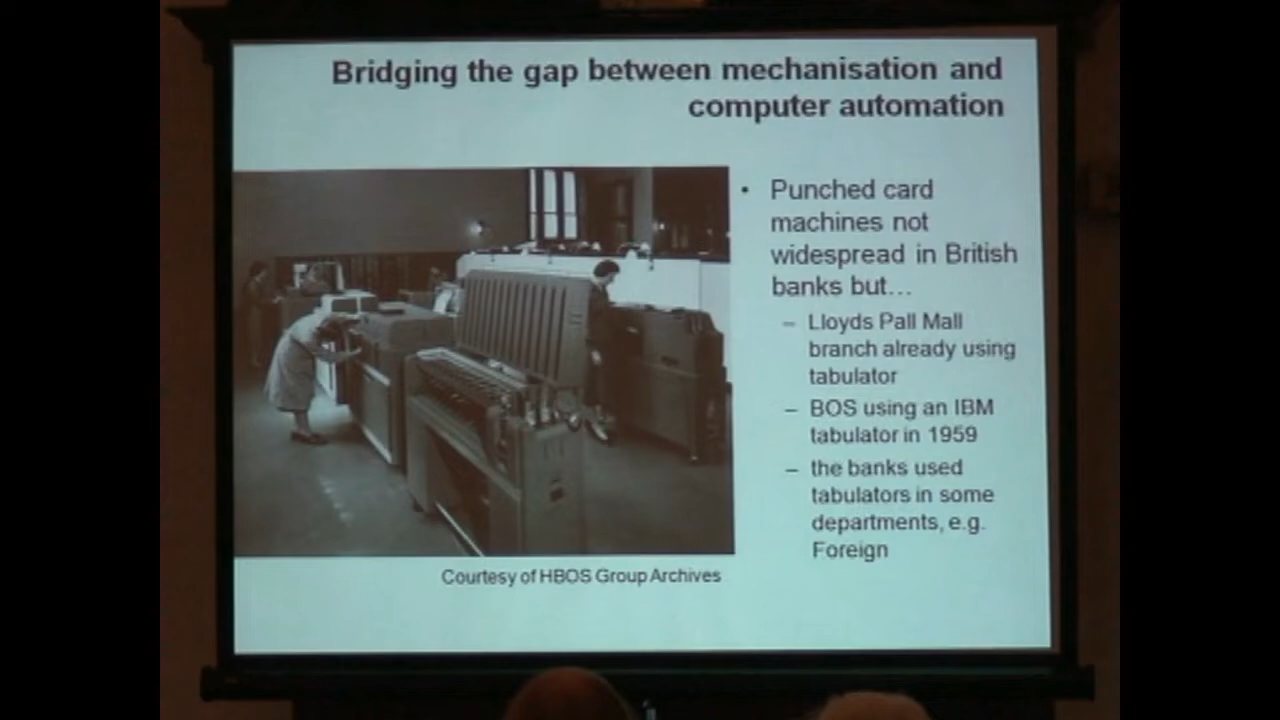 Bridging the gap between mechanisation and
computer automation
• Punched card
machines not
widespread in British
banks but…
– Lloyds Pall Mall
branch already using
tabulator
– BOS using an IBM
tabulator in 1959
– the banks used
tabulators in some
departments, e.g.
Foreign
Courtesy of HBOS Group Archives